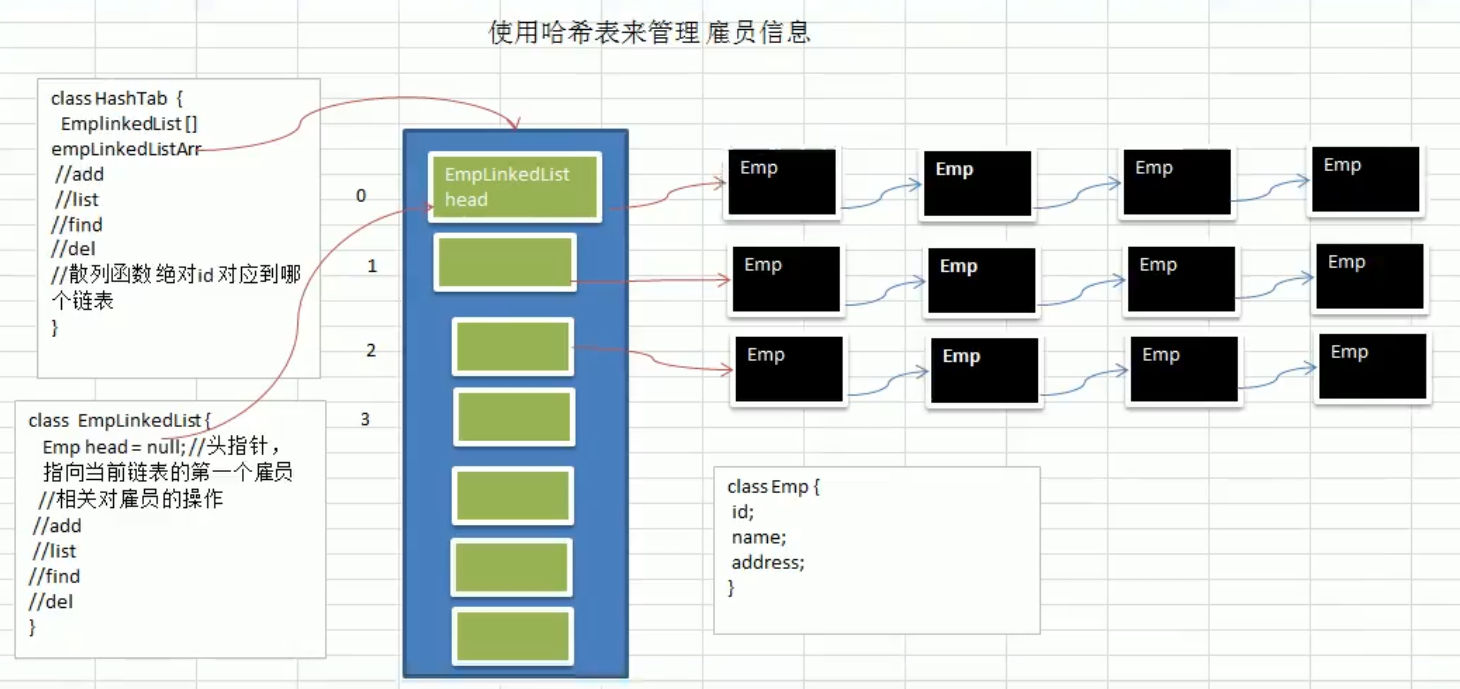 使用哈希表来管理 雇员信息
class HashTab {
EmplinkedList []
empLinkedListArr
//add
//list
//find
//del
//散列函数 绝对id 对应到哪
个链表
}
class EmpLinkedList {
Emp head = null; //头指针，
指向当前链表的第一个雇员
//相关对雇员的操作
//add
//list
//find
//del
}
0
1
2
3
EmpLinkedList
head
Emp
Emp
Emp
Emp
Emp
Emp
Emp
Emp
Emp
Emp
Emp
Emp
class Emp {
id;
name;
address;
}